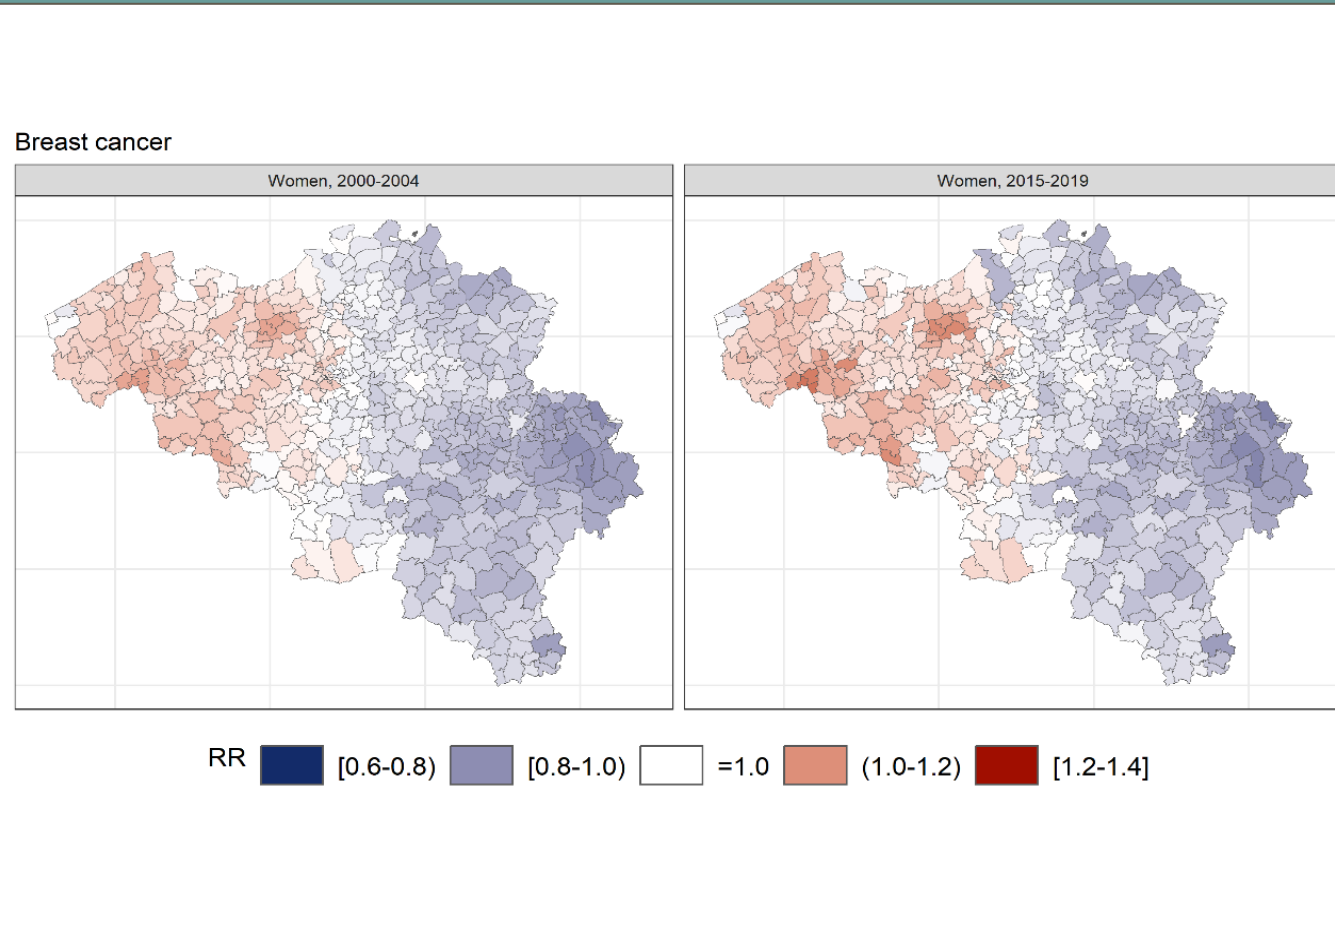 Breast cancer
Women, 2000-2004
Women, 2015-2019
RR [0.6-0.8) [0.8-1.0) =1.0 (1.0-1.2) [1.2-1.4]